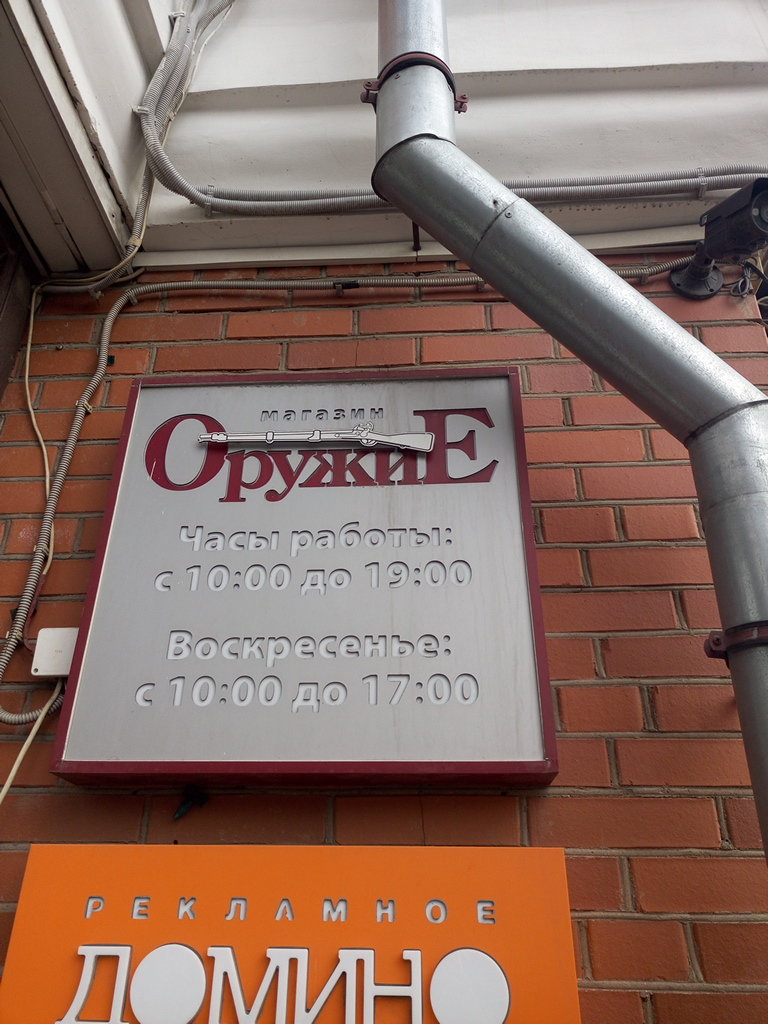 магазин
ОружиЕ
Часы работы:
с 10:00 до 19:00
Воскресенье:
с 10:00 до 17:00
РЕКЛАМНОЕ
ДОМИНО